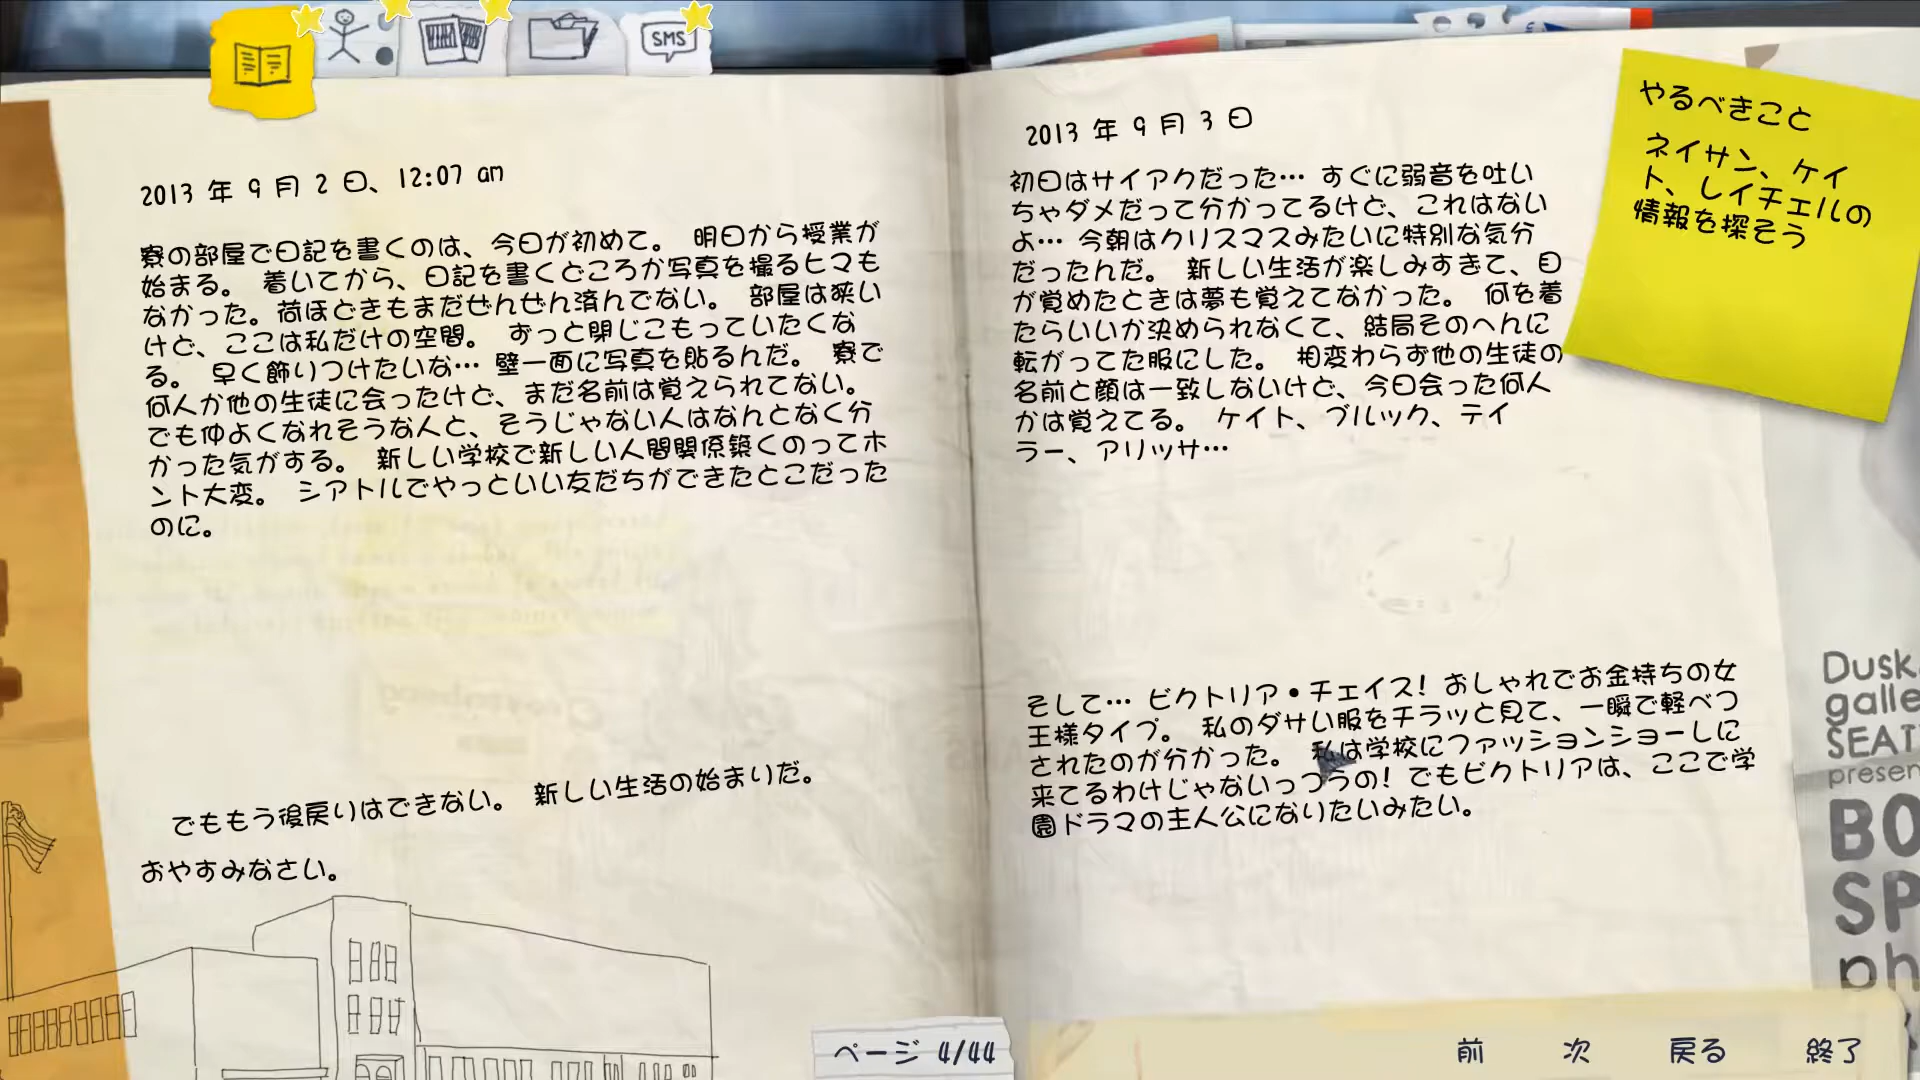 SMS
2013 年 9 月 2 日、12:07 am
寮の部屋で日記を書くのは、今日が初めて。 明日から授業が
始まる。 着いてから、日記を書くどころか写真を撮るヒマも
なかった。荷ほどきもまだぜんぜん済んでない。 部屋は狭い
けど、ここは私だけの空間。 ずっと閉じこもっていたくな
る。 早く飾りつけたいな… 壁一面に写真を貼るんだ。 寮で
何人か他の生徒に会ったけど、まだ名前は覚えられてない。
でも仲よくなれそうな人と、そうじゃない人はなんとなく分
かった気がする。 新しい学校で新しい人間関係築くのってホ
ント大変。 シアトルでやっといい友だちができたとこだった
のに。
でももう後戻りはできない。 新しい生活の始まりだ。
おやすみなさい。
2013 年 9 月 3 日
初日はサイアクだった… すぐに弱音を吐い
ちゃダメだって分かってるけど、これはない
よ… 今朝はクリスマスみたいに特別な気分
だったんだ。 新しい生活が楽しみすぎて、目
が覚めたときは夢も覚えてなかった。 何を着
たらいいか決められなくて、結局そのへんに
転がってた服にした。 相変わらず他の生徒の
名前と顔は一致しないけど、今日会った何人
かは覚えてる。 ケイト、ブルック、テイ
ラー、アリッサ…
そして… ビクトリア・チェイス! おしゃれでお金持ちの女
王様タイプ。 私のダサい服をチラッと見て、一瞬で軽べつ
されたのが分かった。 私は学校にファッションショーしに
来てるわけじゃないっつうの! でもビクトリアは、ここで学
園ドラマの主人公になりたいみたい。
やるべきこと
ネイサン、ケイ
ト、レイチェルの
情報を探そう
Dusk
galle
SEAT
presen
BO
SP
ph
ページ 4/44
前 次 戻る 終了